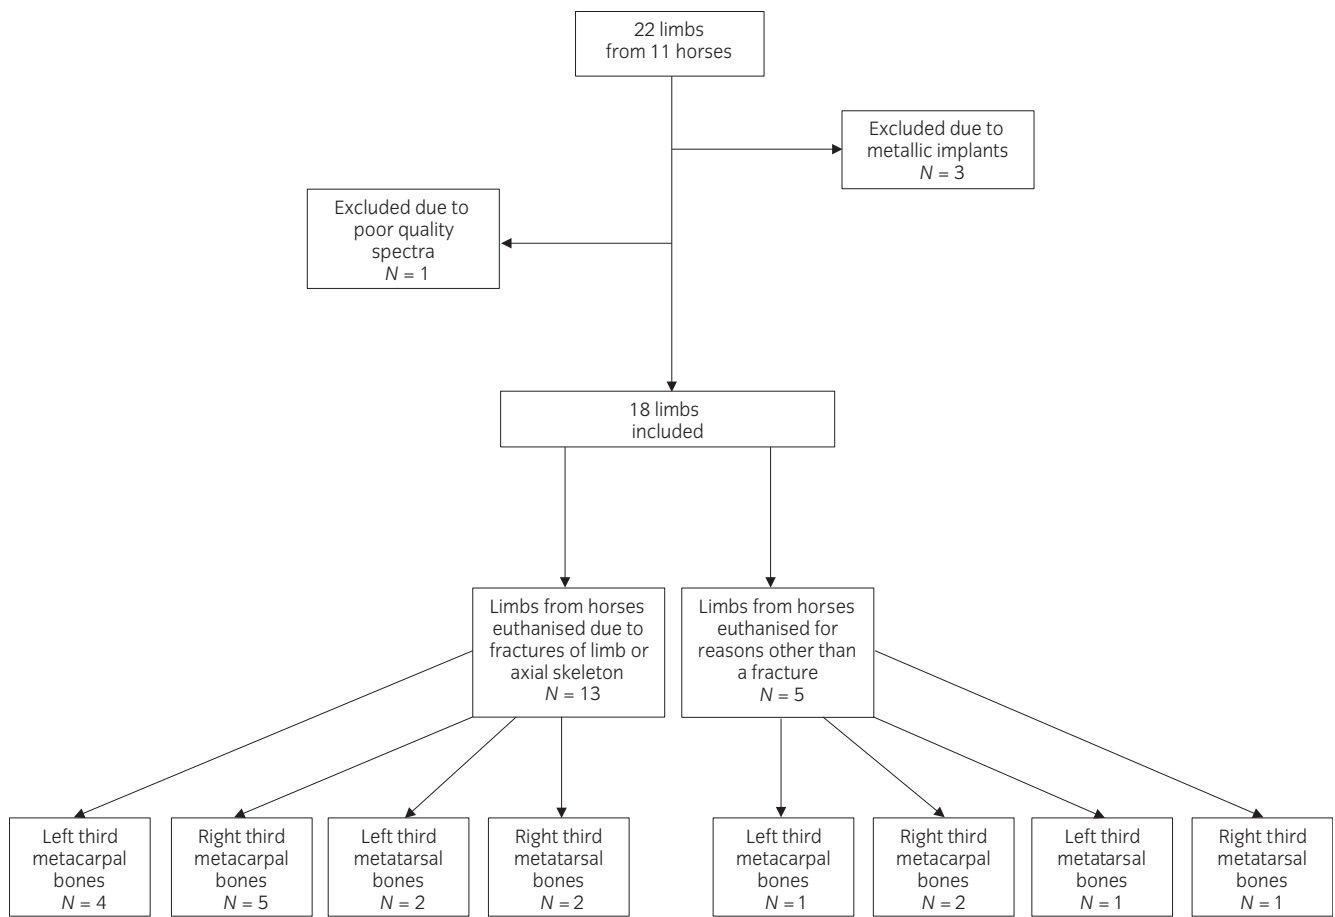 22 limbs
from 11 horses
Excluded due to
metallic implants
N = 3
Excluded due to
poor quality
spectra
N = 1
18 limbs
included
Limbs from horses
euthanised due to
fractures of limb or
axial skeleton
N = 13
Limbs from horses
euthanised for
reasons other than
a fracture
N = 5
Left third
metacarpal
bones
N = 4
Right third
metacarpal
bones
N = 5
Left third
metatarsal
bones
N = 2
Right third
metatarsal
bones
N = 2
Left third
metacarpal
bones
N = 1
Right third
metacarpal
bones
N = 2
Left third
metatarsal
bones
N = 1
Right third
metatarsal
bones
N = 1